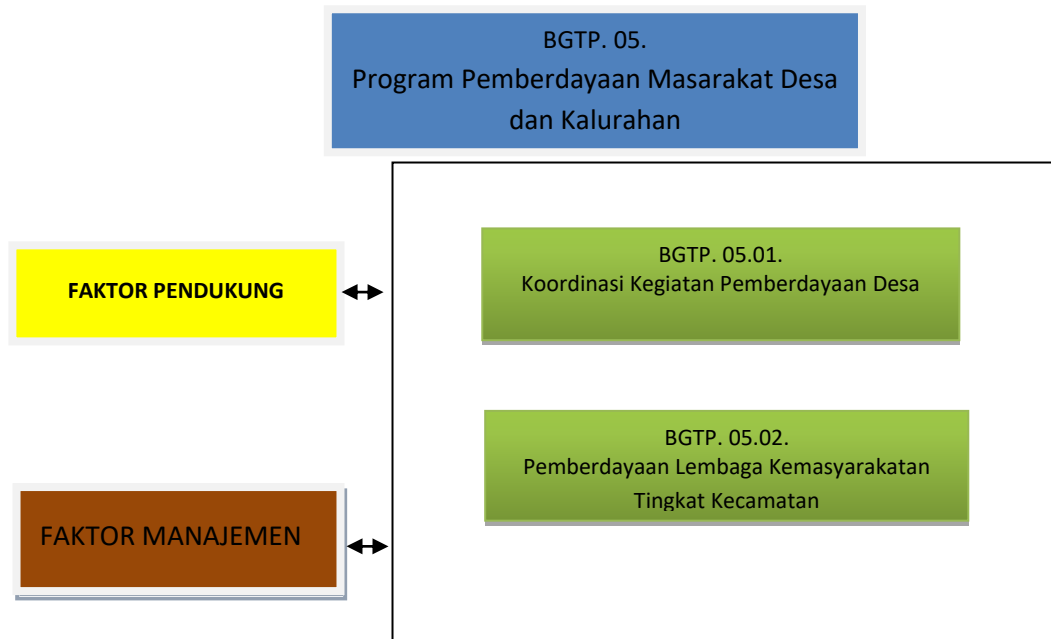 BGTP. 05.
Program Pemberdayaan Masarakat Desa
dan Kalurahan
BGTP. 05.01.
Koordinasi Kegiatan Pemberdayaan Desa
FAKTOR PENDUKUNG
BGTP. 05.02.
Pemberdayaan Lembaga Kemasyarakatan
Tingkat Kecamatan
FAKTOR MANAJEMEN